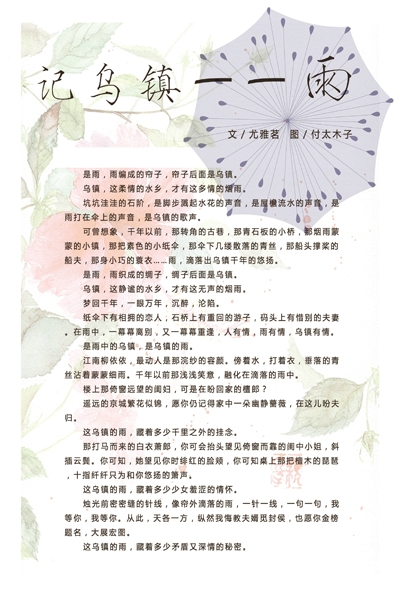 记乌镇——雨
文/尤雅茗 图/付太木子
是雨，雨编成的帘子，帘子后面是乌镇。
乌镇，这柔情的水乡，才有这多情的烟雨。
坑坑洼洼的石阶，是脚步溅起水花的声音，是屋檐流水的声音，是
雨打在伞上的声音，是乌镇的歌声。
可曾想象，千年以前，那转角的古巷，那青石板的小桥，那烟雨蒙
蒙的小镇，那把素色的小纸伞，那伞下几缕散落的青丝，那船头撑桨的
船夫，那身小巧的蓑衣……雨，滴落出乌镇千年的悠扬。
是雨，雨织成的绸子，绸子后面是乌镇。
乌镇，这静谧的水乡，才有这无声的烟雨。
梦回千年，一眼万年，沉醉，沦陷。
纸伞下有相拥的恋人；石桥上有重回的游子，码头上有惜别的夫妻
。在雨中，一幕幕离别，又一幕幕重逢，人有情，雨有情，乌镇有情。
是雨中的乌镇，是乌镇的雨。
江南柳依依，最动人是那浣纱的容颜。傍着水，打着衣，垂落的青
丝沾着蒙蒙细雨。千年以前那浅浅笑意，融化在滴落的雨中。
楼上那倚窗远望的闺妇，可是在盼回家的檀郎？
遥远的京城繁花似锦，愿你仍记得家中一朵幽静蔷薇，在这儿盼夫
归。
这乌镇的雨，藏着多少千里之外的挂念。
那打马而来的白衣萧郎，你可会抬头望见倚窗而靠的闺中小姐，斜
插云鬓。你可知，她望见你时绯红的脸颊，你可知桌上那把檀木的琵琶
，十指纤纤只为和你悠扬的箫声。
这乌镇的雨，藏着多少少女羞涩的情怀。
烛光前密密缝的针线，像帘外滴落的雨，一针一线，一句一句，我
等你，我等你。从此，天各一方，纵然我悔教夫婿觅封侯，也愿你金榜
题名，大展宏图。
这乌镇的雨，藏着多少矛盾又深情的秘密。